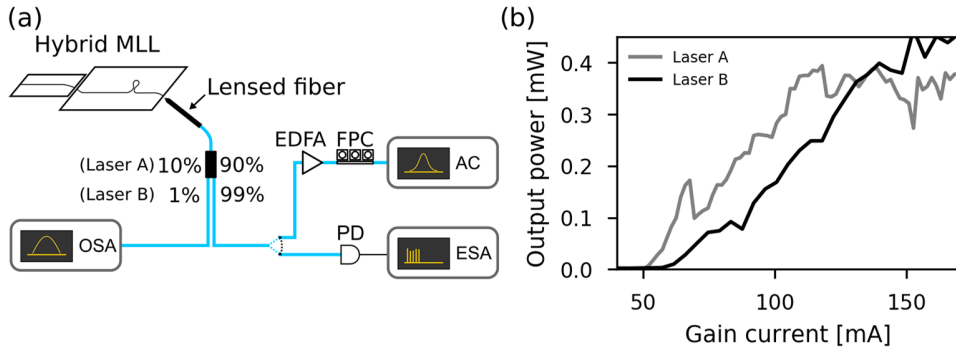 (a)
Hybrid MLL
Lensed fiber
EDFA FPC
(Laser A) 10% 90%
AC
(Laser B) 1% 99%
PD
OSA
ESA
(b)
Output power [mW]
0.4
0.3
0.2
0.1
0.0
Laser A
Laser B
50 100 150
Gain current [mA]